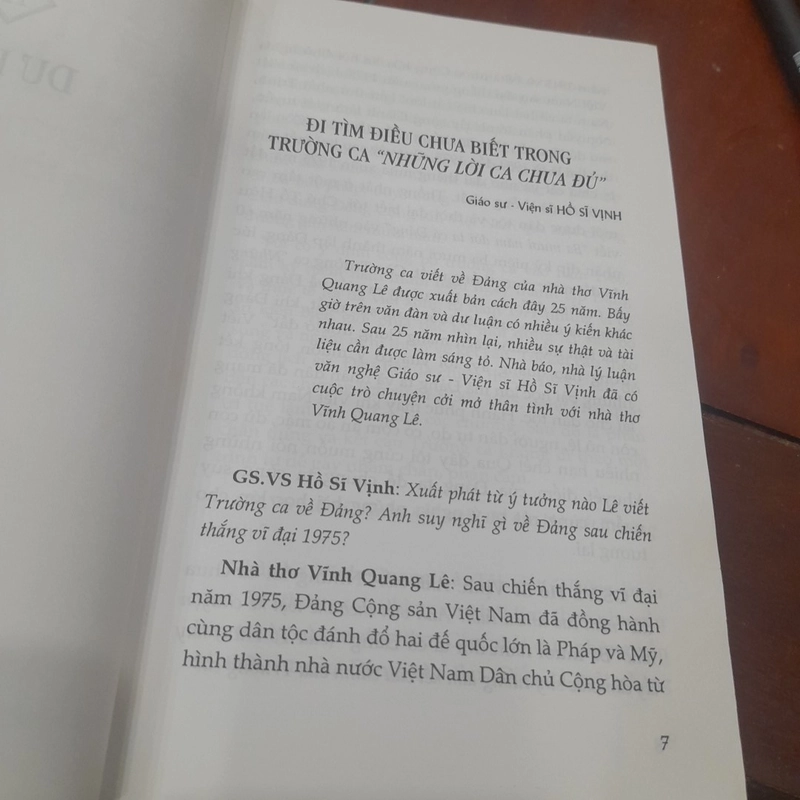 ĐI TÌM ĐIỀU CHƯA BIẾT TRONG
TRƯỜNG CA "NHỮNG LỜI CA CHƯA ĐỦ"
Giáo sư - Viện sĩ HỒ SĨ VỊNH
Trường ca viết về Đảng của nhà thơ Vĩnh
Quang Lê được xuất bản cách đây 25 năm. Bấy
giờ trên văn đàn và dư luận có nhiều ý kiến khác
nhau. Sau 25 năm nhìn lại, nhiều sự thật và tài
liệu cần được làm sáng tỏ. Nhà báo, nhà lý luận
văn nghệ Giáo sư - Viện sĩ Hồ Sĩ Vịnh đã có
cuộc trò chuyện cởi mở thân tình với nhà thơ
Vĩnh Quang Lê.
GS.VS Hồ Sĩ Vịnh: Xuất phát từ ý tưởng nào Lê viết
Trường ca về Đảng? Anh suy nghĩ gì về Đảng sau chiến
thắng vĩ đại 1975?
Nhà thơ Vĩnh Quang Lê: Sau chiến thắng vĩ đại
năm 1975, Đảng Cộng sản Việt Nam đã đồng hành
cùng dân tộc đánh đổ hai đế quốc lớn là Pháp và Mỹ,
hình thành nhà nước Việt Nam Dân chủ Cộng hòa từ
7